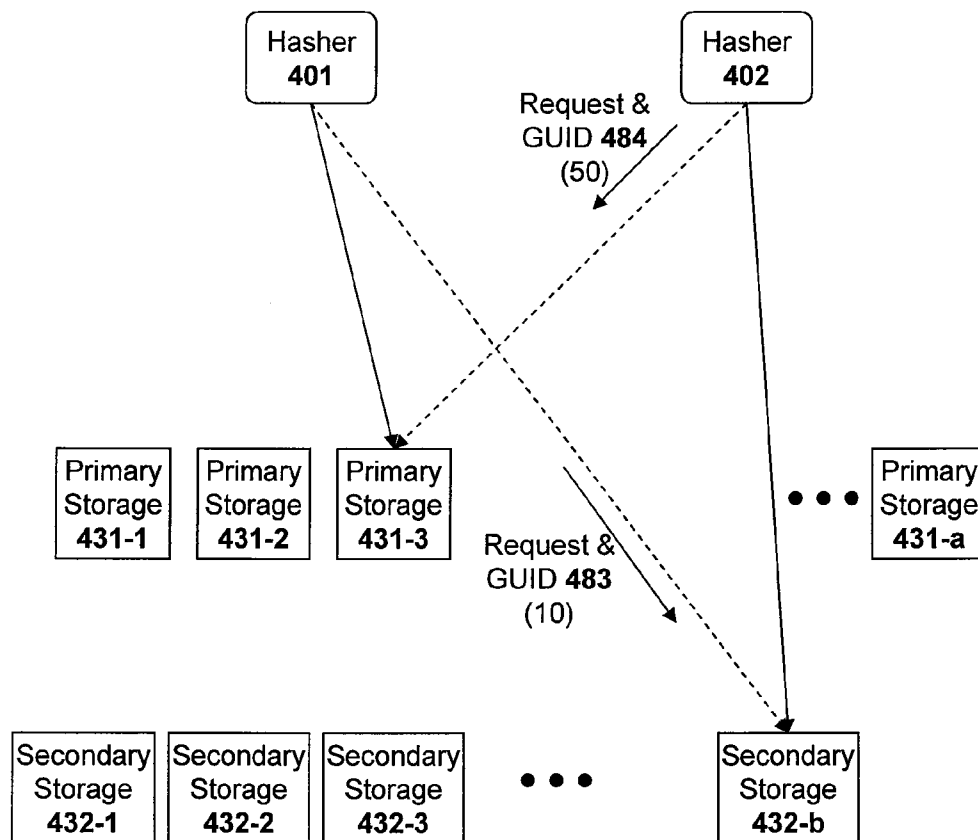 Hasher
401
Hasher
402
Request &
GUID 484
(50)
Primary
Storage
431-1
Primary
Storage
431-2
Primary
Storage
431-3
Primary
Storage
431-a
Request &
GUID 483
(10)
Secondary
Storage
432-1
Secondary
Storage
432-2
Secondary
Storage
432-3
Secondary
Storage
432-b